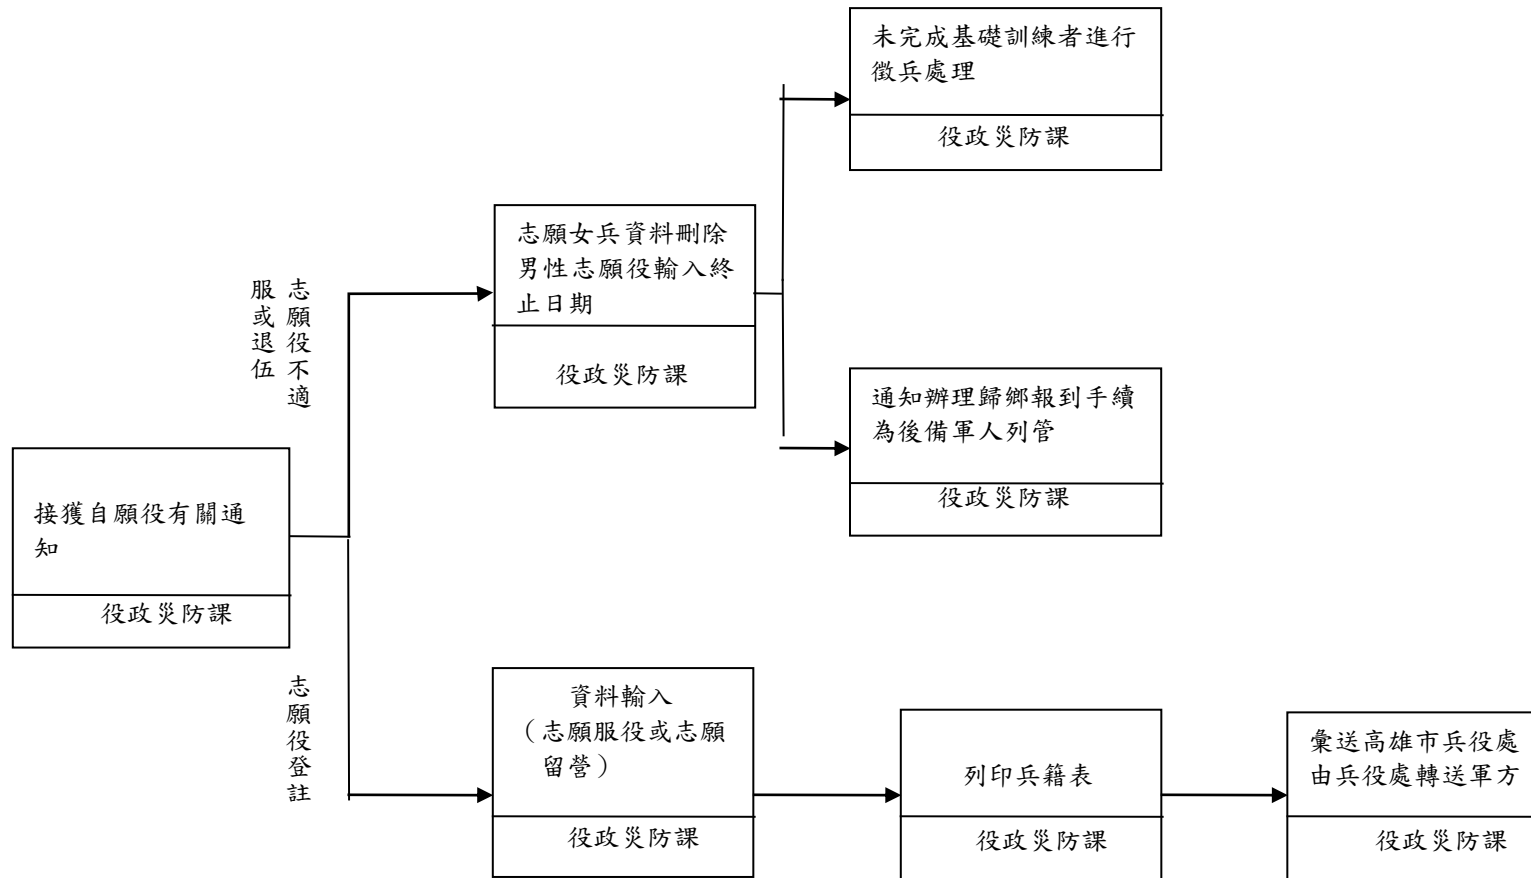 未完成基礎訓練者進行
徵兵處理
役政災防課
志願女兵資料刪除
男性志願役輸入終
止日期
役政災防課
志願役不適
服或退伍
通知辦理歸鄉報到手續
為後備軍人列管
役政災防課
接獲自願役有關通
知
役政災防課
志願役登註
資料輸入
（志願服役或志願
留營）
役政災防課
列印兵籍表
役政災防課
彙送高雄市兵役處
由兵役處轉送軍方
役政災防課